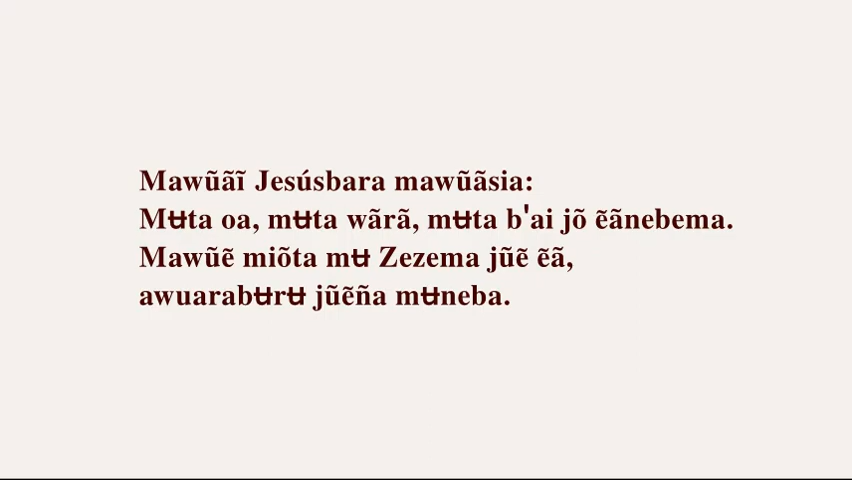 Mawũãĩ Jesúsbara mawũãsia:
Mʉta oa, mʉta wãrã, mʉta b'ai jõ ẽãnebema.
Mawũẽ miõta mʉ Zezema jũẽ ẽã,
awuarabʉrʉ jũẽña mʉneba.